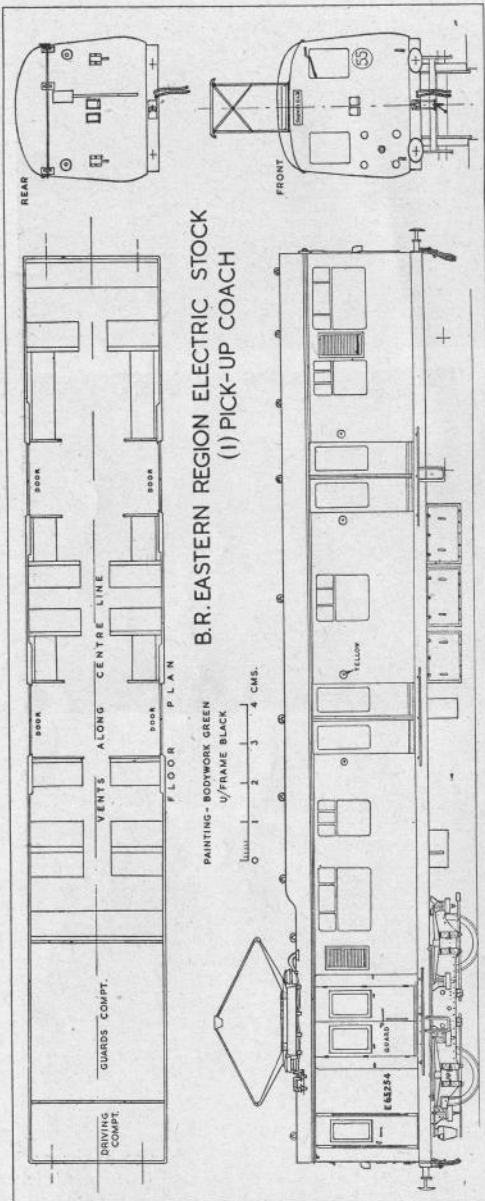 REAR
FRONT
55
B.R. EASTERN REGION ELECTRIC STOCK
(1) PICK-UP COACH
DOOR
DOOR
VENTS ALONG CENTRE LINE
DOOR
DOOR
FLOOR PLAN
GUARDS COMPT.
DRIVING
COMPT.
PAINTING - BODYWORK GREEN
U/FRAME BLACK
0 1 2 3 4 CMS.
YELLOW
GUARD
E65254